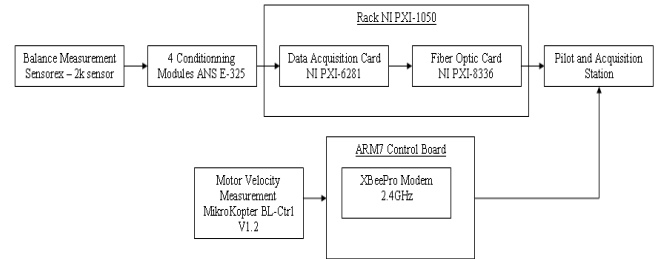 Rack NI PXI-1050
Balance Measurement
Sensorex – 2k sensor
4 Conditionning
Modules ANS E-325
Data Acquisition Card
NI PXI-6281
Fiber Optic Card
NI PXI-8336
Pilot and Acquisition
Station
ARM7 Control Board
Motor Velocity
Measurement
MikroKopter BL-Ctrl
V1.2
XBeePro Modem
2.4GHz